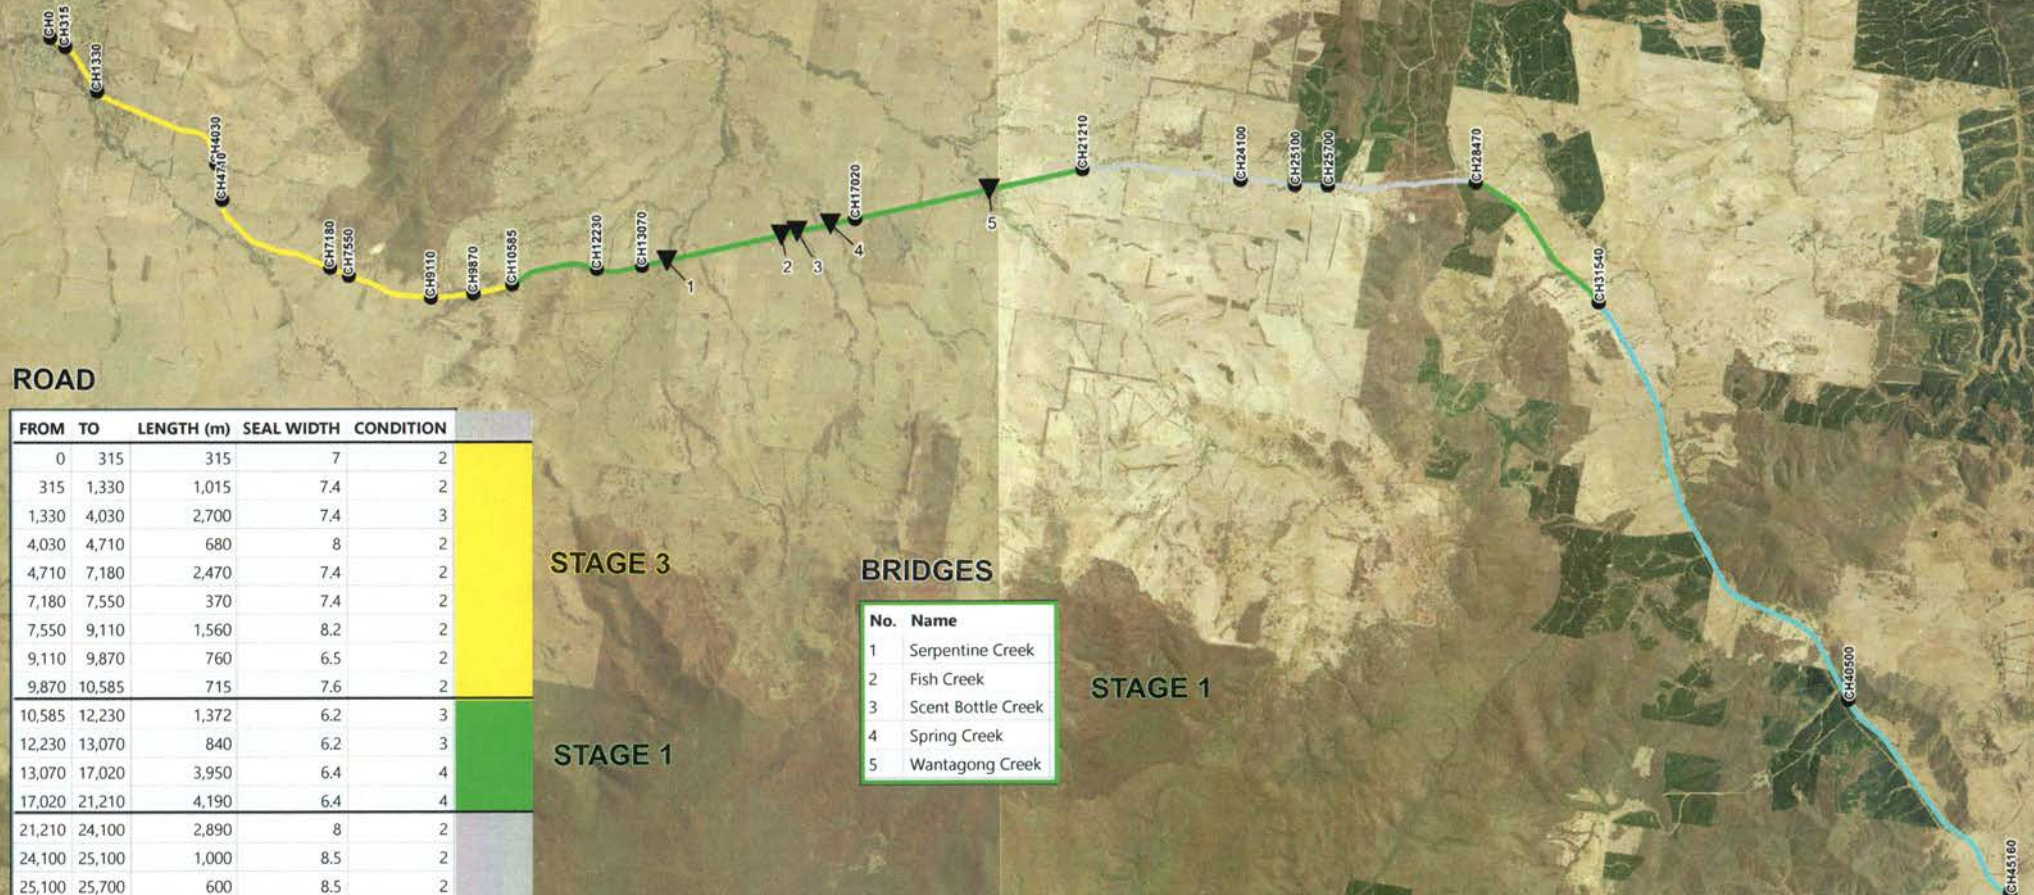 CH0
CH315
CH1330
CH4030
CH4710
CH7180
CH7550
CH9110
CH9870
CH10585
CH12230
CH13070
CH17020
CH21210
CH24100
CH25100
CH25700
CH28470
CH31540
CH40500
CH45160
1
2
3
4
5
ROAD
FROM TO LENGTH (m) SEAL WIDTH CONDITION
0 315 315 7 2
315 1,330 1,015 7.4 2
1,330 4,030 2,700 7.4 3
4,030 4,710 680 8 2
4,710 7,180 2,470 7.4 2
7,180 7,550 370 7.4 2
7,550 9,110 1,560 8.2 2
9,110 9,870 760 6.5 2
9,870 10,585 715 7.6 2
10,585 12,230 1,372 6.2 3
12,230 13,070 840 6.2 3
13,070 17,020 3,950 6.4 4
17,020 21,210 4,190 6.4 4
21,210 24,100 2,890 8 2
24,100 25,100 1,000 8.5 2
25,100 25,700 600 8.5 2
STAGE 3
STAGE 1
BRIDGES
No. Name
1 Serpentine Creek
2 Fish Creek
3 Scent Bottle Creek
4 Spring Creek
5 Wantagong Creek
STAGE 1